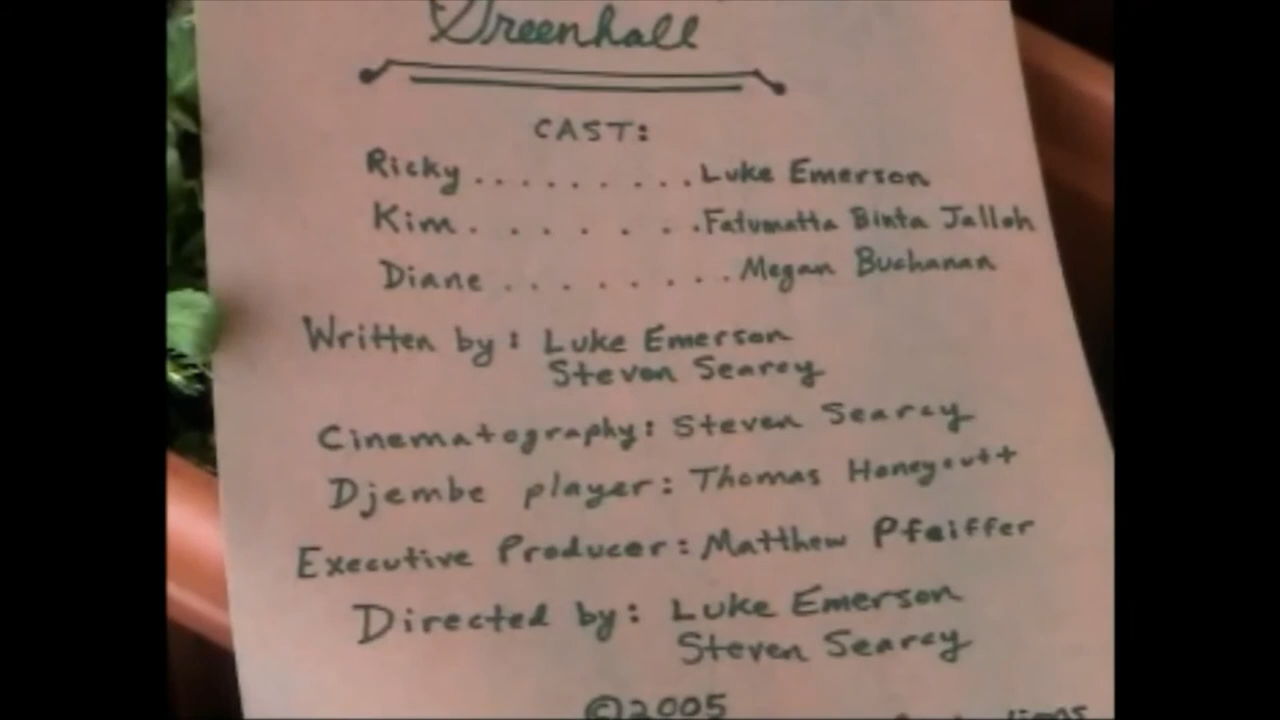 Greenhall
CAST:
Ricky..........Luke Emerson
Kim........Fatumatta Binta Jalloh
Diane.........Megan Buchanan
Written by: Luke Emerson
Steven Searcy
Cinematography: Steven Searcy
Djembe player: Thomas Honeycutt
Executive Producer: Matthew Pfeiffer
Directed by: Luke Emerson
Steven Searcy
©2005